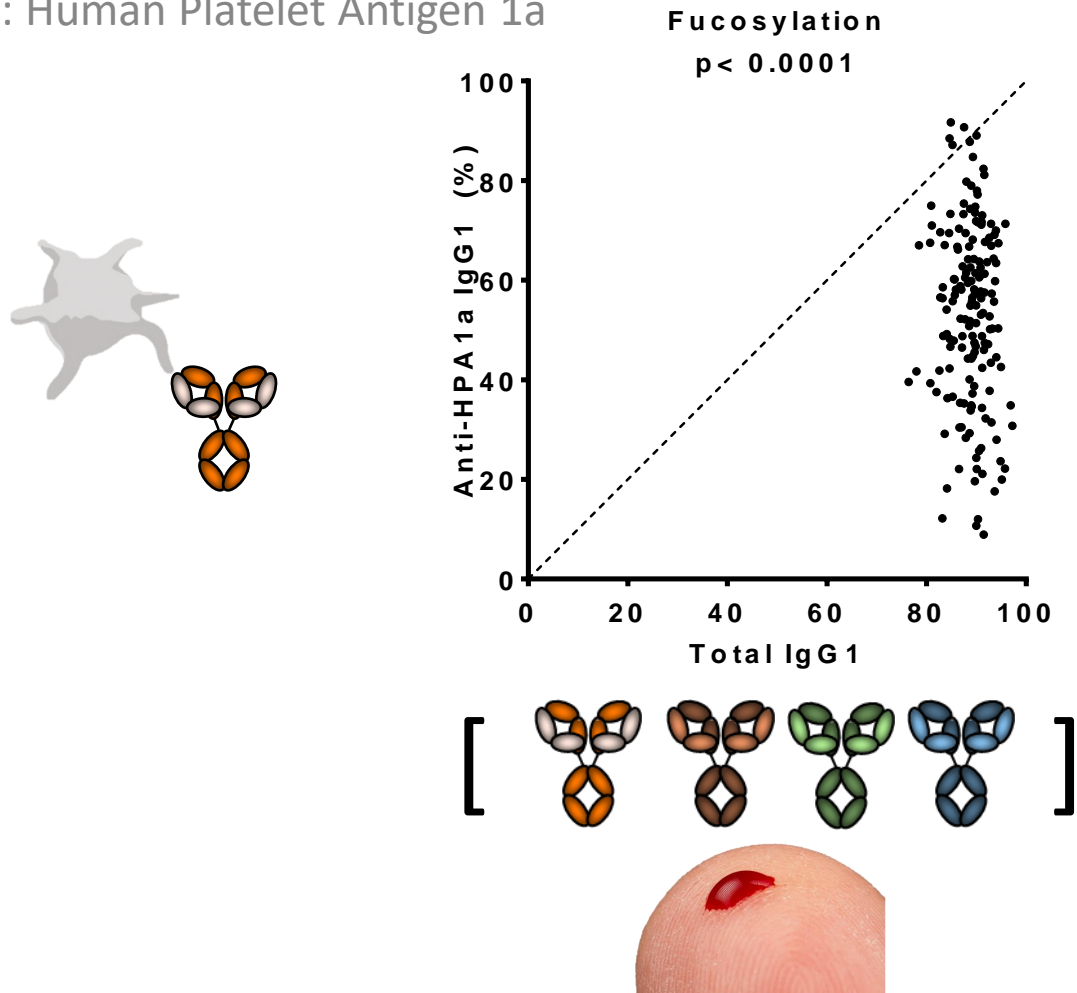 : Human Platelet Antigen 1a
Fucosylation
p< 0.0001
100
80
60
40
20
0
Anti-HPA1a IgG1 (%)
0 20 40 60 80 100
Total IgG1
[ ]